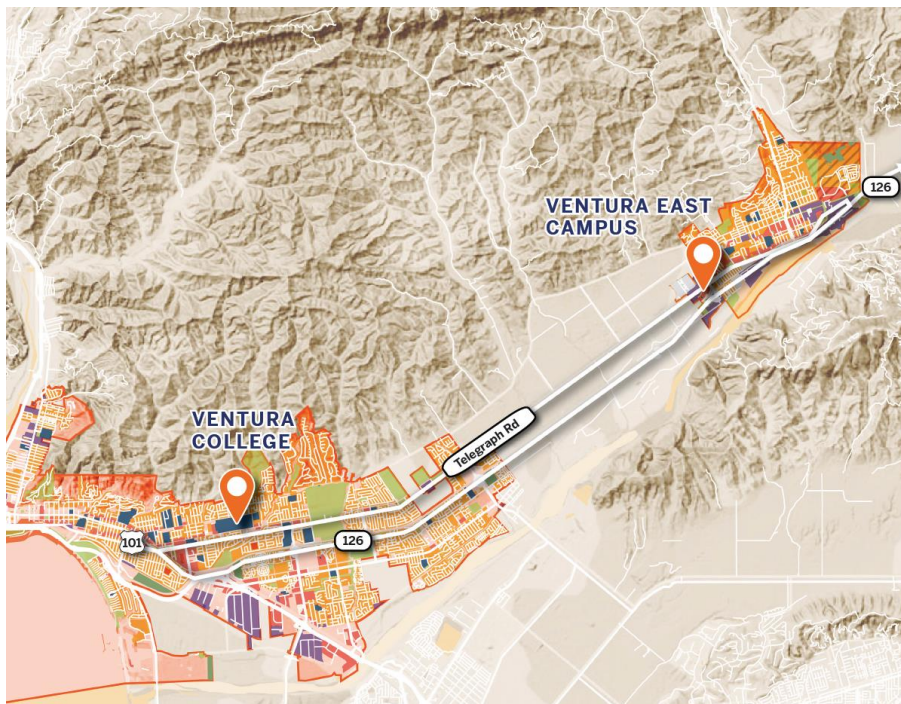 126
VENTURA EAST
CAMPUS
VENTURA
COLLEGE
Telegraph Rd
101
126